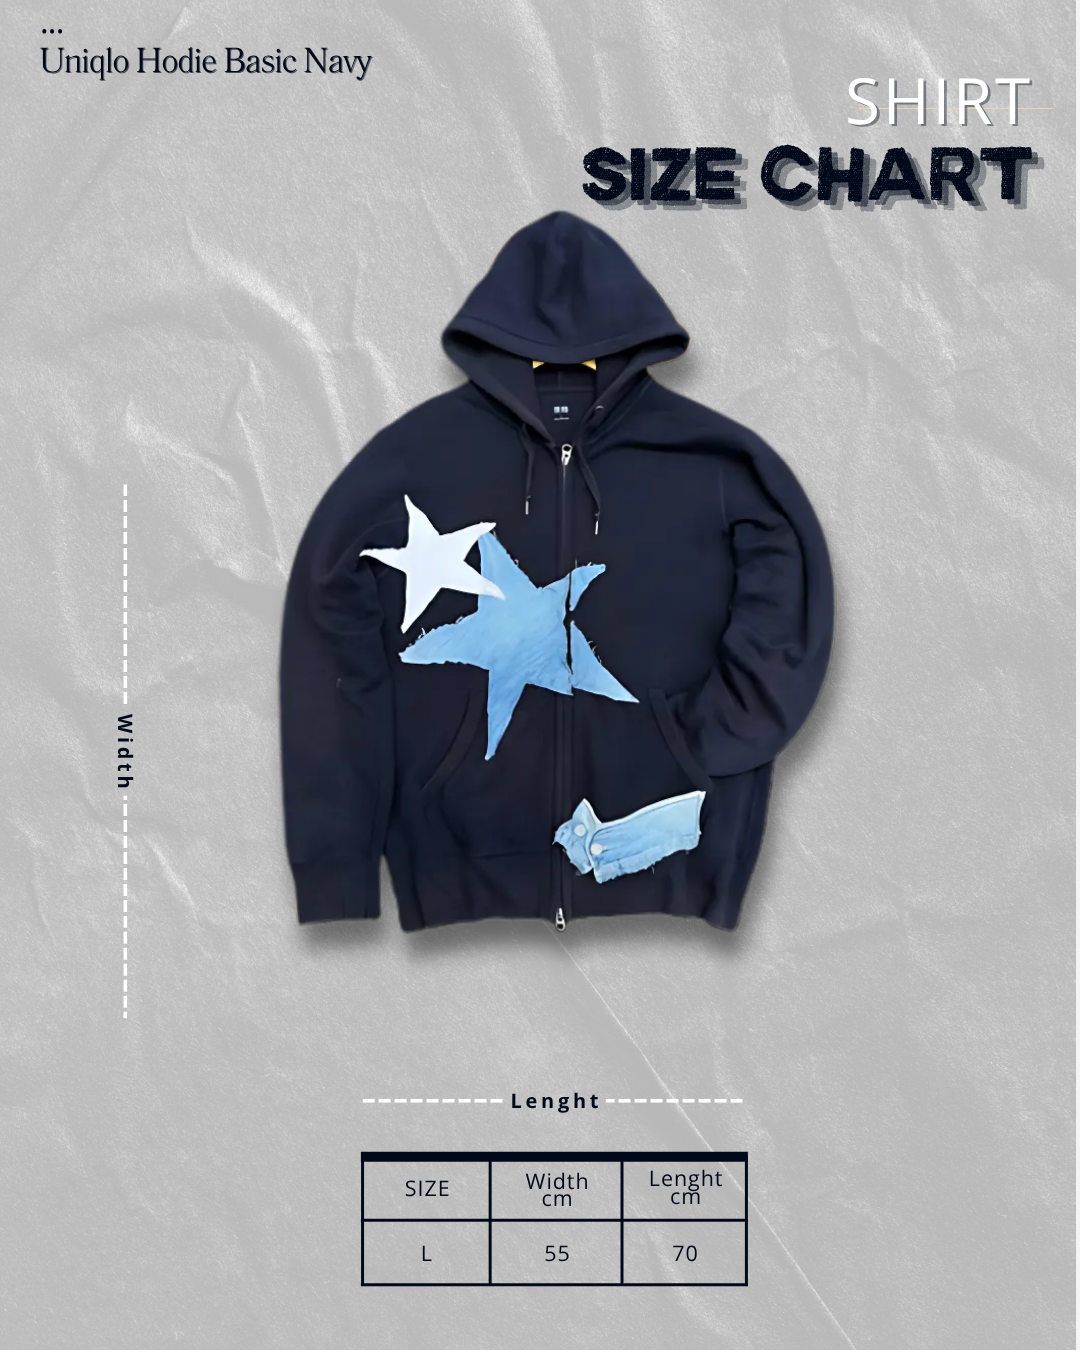 ...
Uniqlo Hodie Basic Navy
SHIRT
SIZE CHART
Width
Lenght
SIZE Width cm Lenght cm
L 55 70